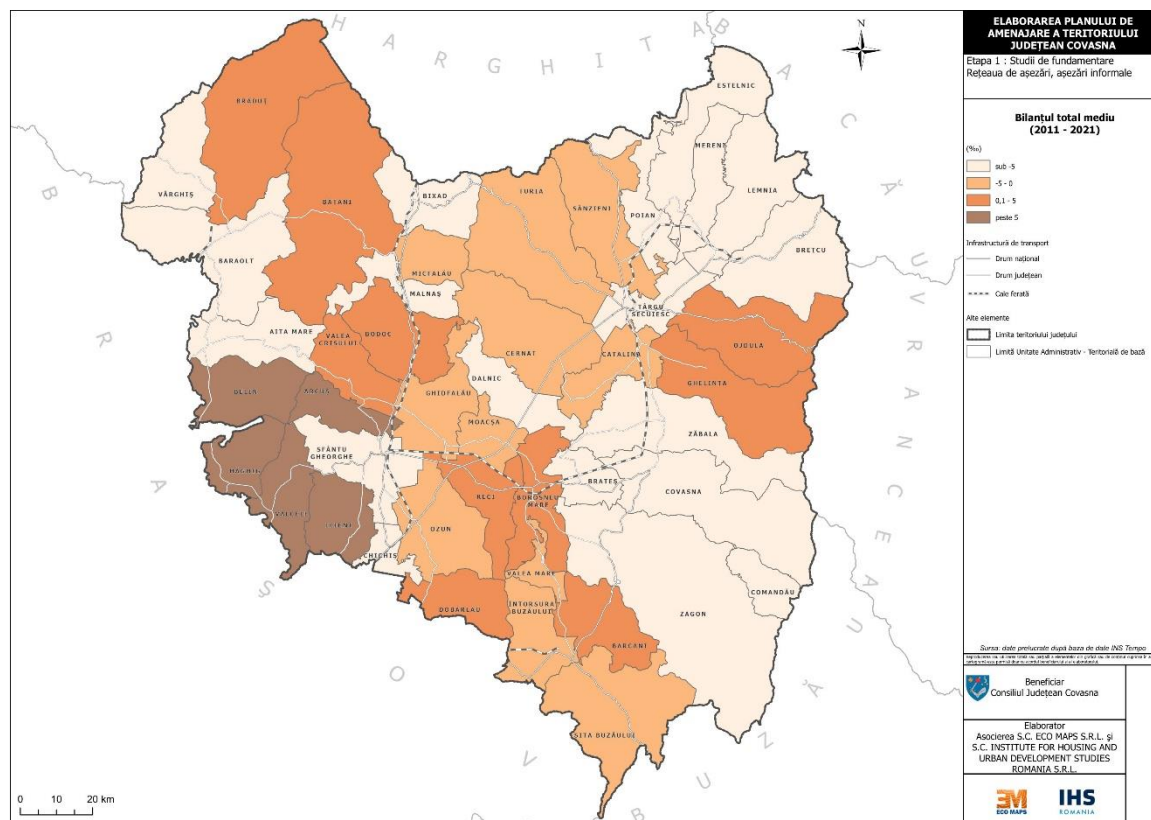 HARGHITA
BACĂU
VRANCEA
BUZĂU
BRAȘOV
N
ESTELNIC
BRĂDUȚ
MERENI
LEMNIA
VÂRGHIȘ
BIXAD
TURIA
SÂNZIENI
POIAN
BĂȚANI
BREȚCU
BARAOLT
MICFALĂU
MALNAȘ
TÂRGU
SECUIESC
AITA MARE
VALEA
CRIȘULUI
BODOC
OJDULA
CERNAT
CATALINA
DALNIC
GHELINȚA
BELIN
ARCUȘ
GHIDFALĂU
MOACȘA
SFÂNTU
GHEORGHE
ZĂBALA
HĂGHIG
BRATEȘ
COVASNA
RECI
BOROȘNEU
MARE
VÂLCELE
ILIENI
OZUN
CHICHIȘ
VALEA MARE
COMANDĂU
DOBÂRLĂU
ÎNTORSURA
BUZĂULUI
ZAGON
BARCANI
SITA BUZĂULUI
0 10 20 km
ELABORAREA PLANULUI DE
AMENAJARE A TERITORIULUI
JUDEȚEAN COVASNA
Etapa 1 : Studii de fundamentare
Rețeaua de așezări, așezări informale
Bilanțul total mediu
(2011 - 2021)
(‰)
sub -5
-5 - 0
0,1 - 5
peste 5
Infrastructură de transport
Drum național
Drum județean
Cale ferată
Alte elemente
Limita teritoriului județului
Limită Unitate Administrativ - Teritorială de bază
Sursa: date prelucrate după baza de date INS Tempo
Beneficiar
Consiliul Județean Covasna
Elaborator
Asocierea S.C. ECO MAPS S.R.L. și
S.C. INSTITUTE FOR HOUSING AND
URBAN DEVELOPMENT STUDIES
ROMANIA S.R.L.
EM
ECO MAPS
IHS
ROMANIA